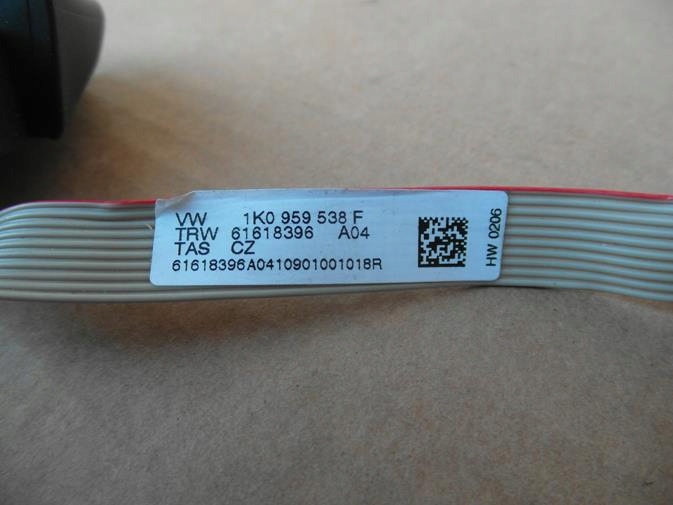 VW 1K0 959 538 F
TRW 61618396 A04
TAS CZ
61618396A0410901001018R
HW 0206